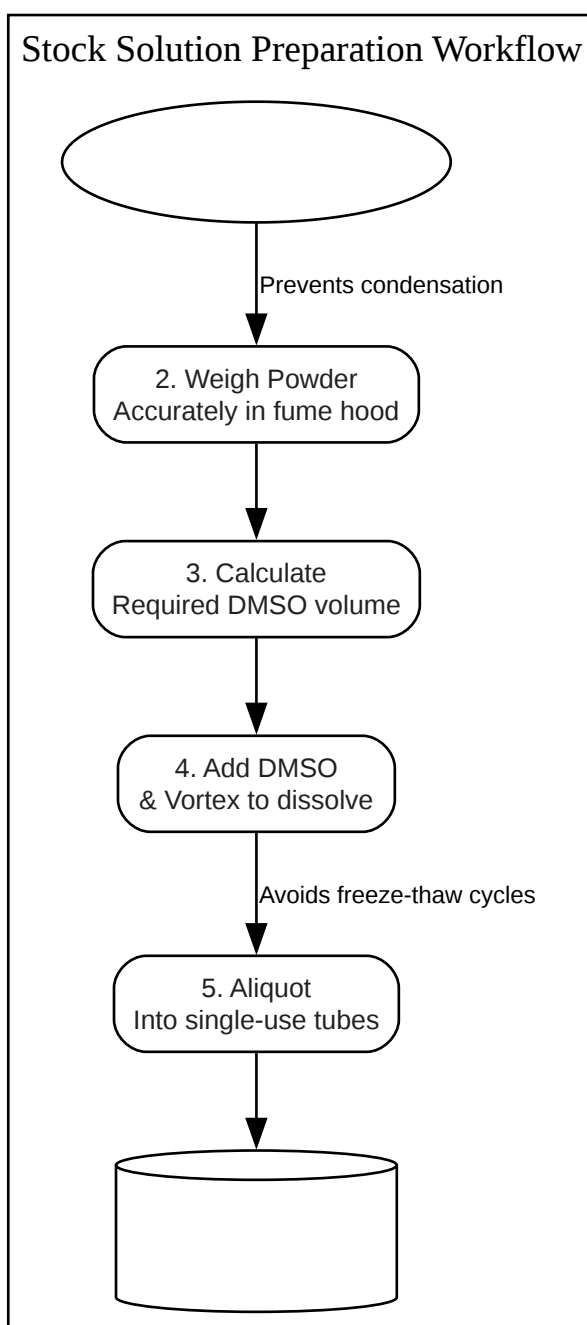 Stock Solution Preparation Workflow
Prevents condensation
2. Weigh Powder
Accurately in fume hood
3. Calculate
Required DMSO volume
4. Add DMSO
& Vortex to dissolve
Avoids freeze-thaw cycles
5. Aliquot
Into single-use tubes